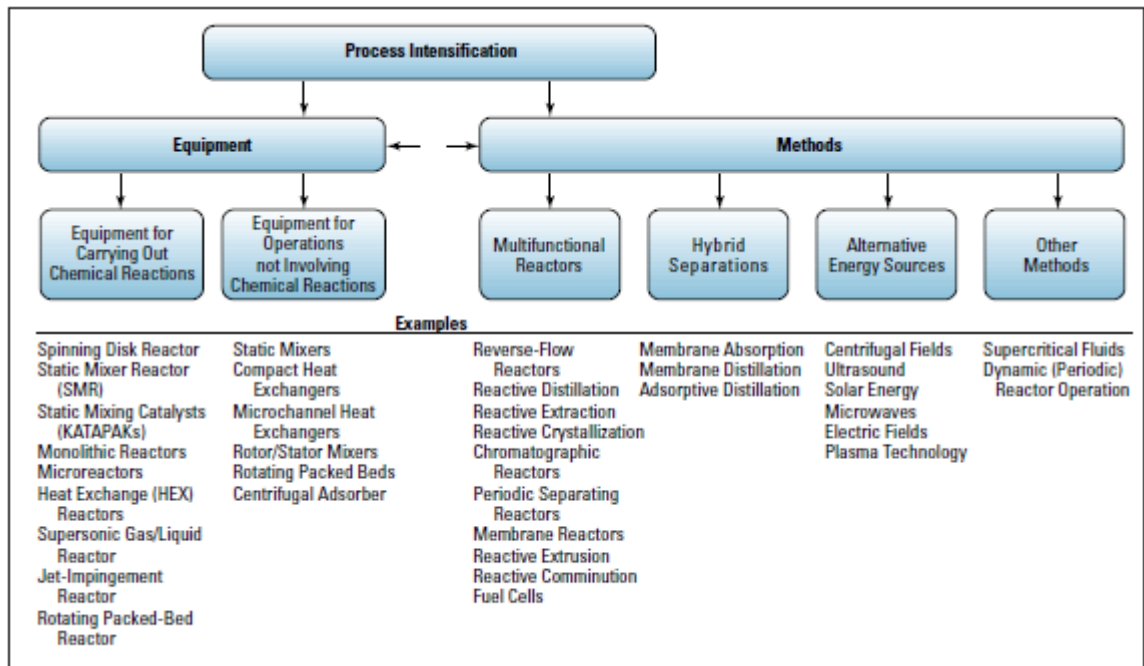 Process Intensification
Equipment
Methods
Equipment for
Carrying Out
Chemical Reactions
Equipment for
Operations
not Involving
Chemical Reactions
Multifunctional
Reactors
Hybrid
Separations
Alternative
Energy Sources
Other
Methods
Examples
Spinning Disk Reactor
Static Mixer Reactor
(SMR)
Static Mixing Catalysts
(KATAPAKs)
Monolithic Reactors
Microreactors
Heat Exchange (HEX)
Reactors
Supersonic Gas/Liquid
Reactor
Jet-Impingement
Reactor
Rotating Packed-Bed
Reactor
Static Mixers
Compact Heat
Exchangers
Microchannel Heat
Exchangers
Rotor/Stator Mixers
Rotating Packed Beds
Centrifugal Adsorber
Reverse-Flow
Reactors
Reactive Distillation
Reactive Extraction
Reactive Crystallization
Chromatographic
Reactors
Periodic Separating
Reactors
Membrane Reactors
Reactive Extrusion
Reactive Comminution
Fuel Cells
Membrane Absorption
Membrane Distillation
Adsorptive Distillation
Centrifugal Fields
Ultrasound
Solar Energy
Microwaves
Electric Fields
Plasma Technology
Supercritical Fluids
Dynamic (Periodic)
Reactor Operation